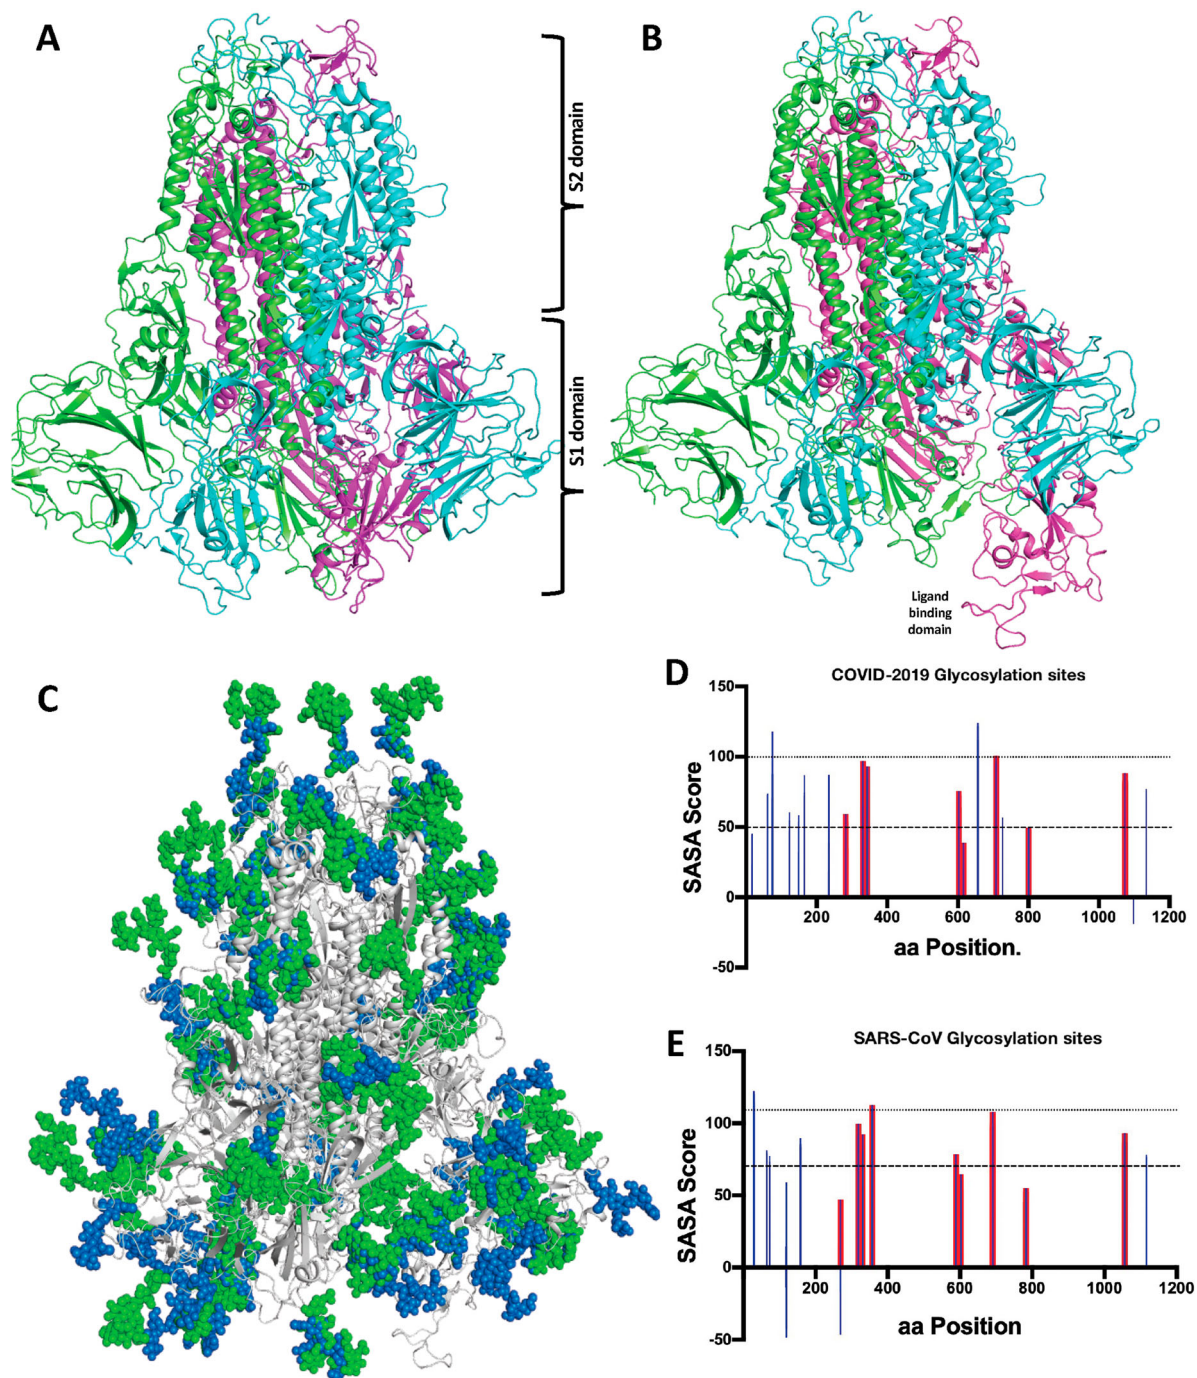 A
S2 domain
S1 domain
B
Ligand
binding
domain
C
D
COVID-2019 Glycosylation sites
SASA Score
150
100
50
0
-50
200 400 600 800 1000 1200
aa Position.
E
SARS-CoV Glycosylation sites
SASA Score
150
100
50
0
-50
200 400 600 800 1000 1200
aa Position